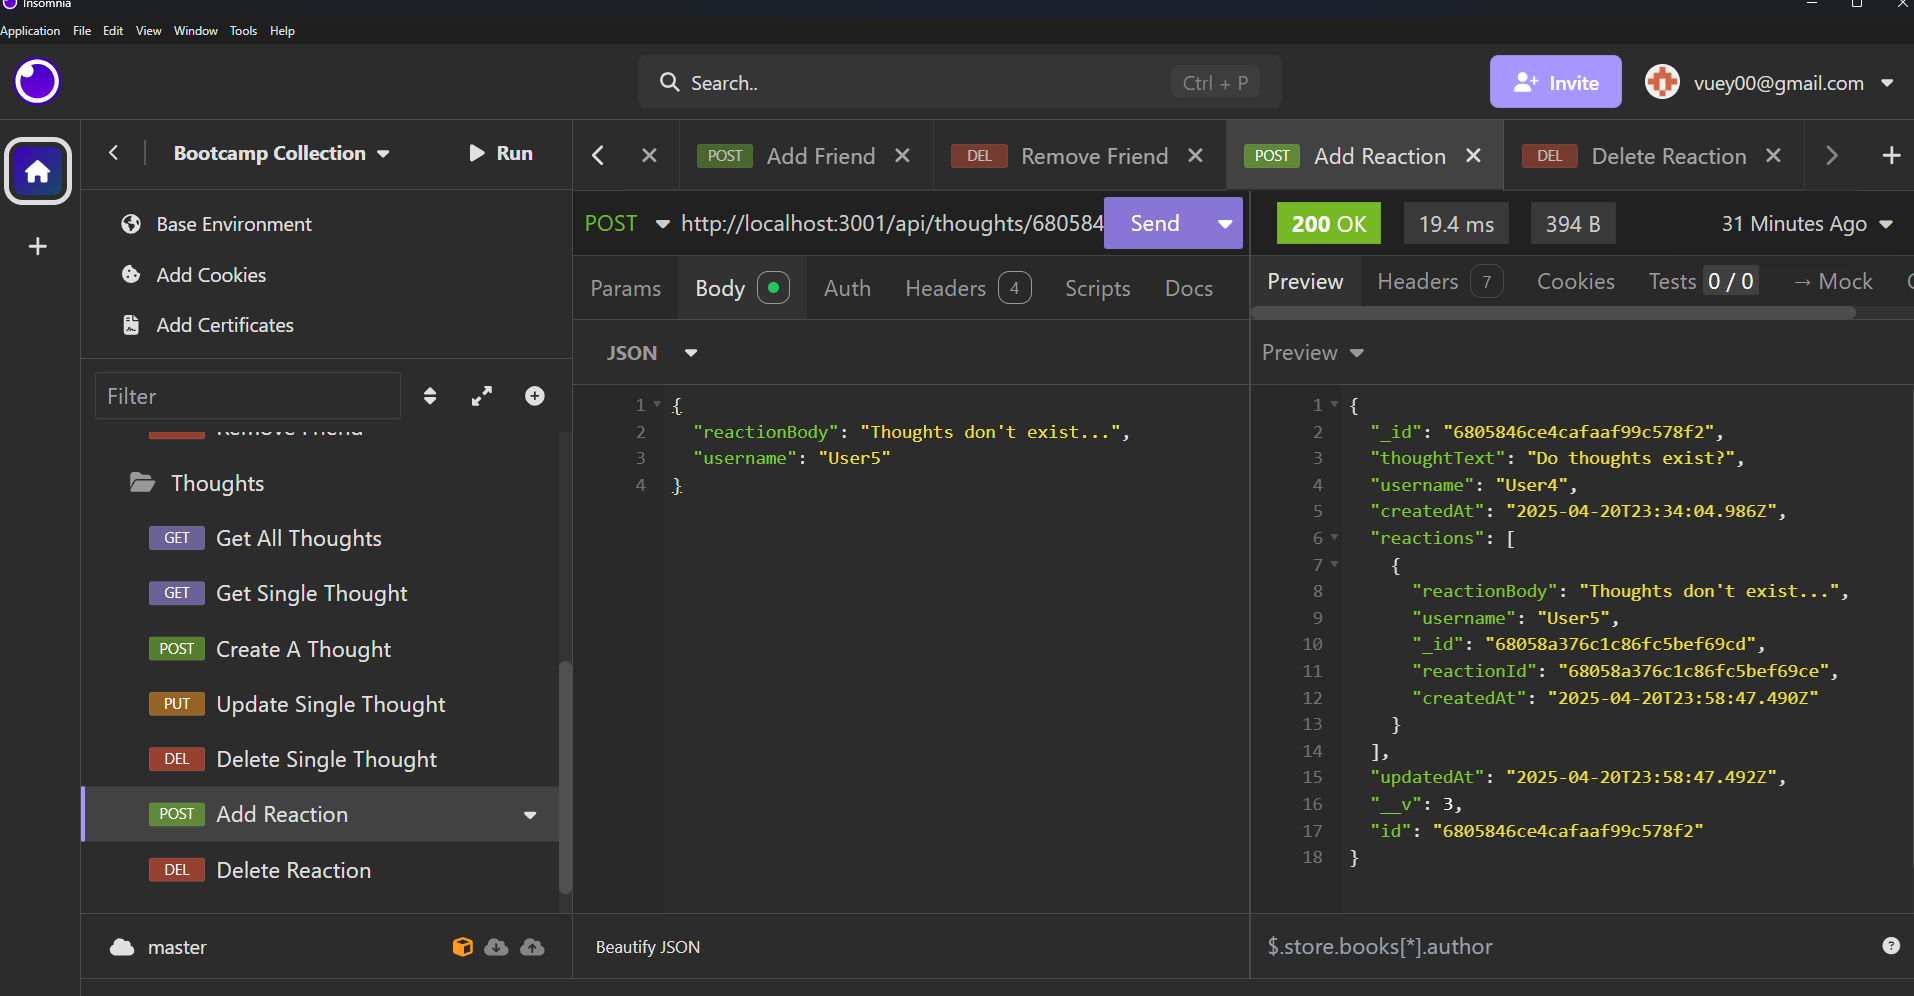 Insomnia
Application File Edit View Window Tools Help
Search.. Ctrl + P
Invite
vuey00@gmail.com
Bootcamp Collection
Run
POST Add Friend
DEL Remove Friend
POST Add Reaction
DEL Delete Reaction
Base Environment
Add Cookies
Add Certificates
Filter
Remove Friend
Thoughts
GET Get All Thoughts
GET Get Single Thought
POST Create A Thought
PUT Update Single Thought
DEL Delete Single Thought
POST Add Reaction
DEL Delete Reaction
master
POST http://localhost:3001/api/thoughts/680584 Send
Params Body Auth Headers 4 Scripts Docs
JSON
1 {
2 "reactionBody": "Thoughts don't exist...",
3 "username": "User5"
4 }
Beautify JSON
200 OK 19.4 ms 394 B 31 Minutes Ago
Preview Headers 7 Cookies Tests 0 / 0 → Mock
Preview
1 {
2 "_id": "6805846ce4cafaaf99c578f2",
3 "thoughtText": "Do thoughts exist?",
4 "username": "User4",
5 "createdAt": "2025-04-20T23:34:04.986Z",
6 "reactions": [
7 {
8 "reactionBody": "Thoughts don't exist...",
9 "username": "User5",
10 "_id": "68058a376c1c86fc5bef69cd",
11 "reactionId": "68058a376c1c86fc5bef69ce",
12 "createdAt": "2025-04-20T23:58:47.490Z"
13 }
14 ],
15 "updatedAt": "2025-04-20T23:58:47.492Z",
16 "__v": 3,
17 "id": "6805846ce4cafaaf99c578f2"
18 }
$.store.books[*].author